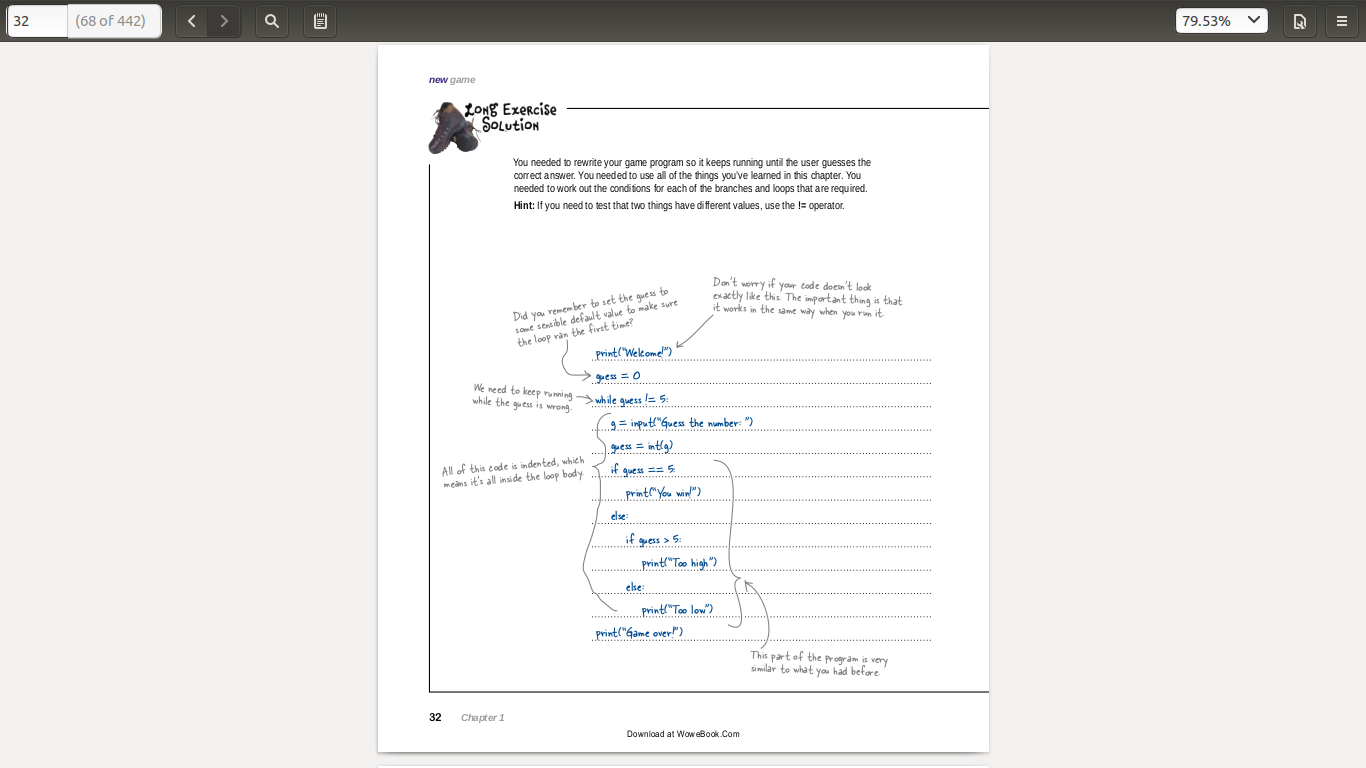 32 (68 of 442) 79.53%
new game
Long Exercise
Solution
You needed to rewrite your game program so it keeps running until the user guesses the
correct answer. You needed to use all of the things you've learned in this chapter. You
needed to work out the conditions for each of the branches and loops that are required.
Hint: If you need to test that two things have different values, use the != operator.
Don't worry if your code doesn't look
exactly like this. The important thing is that
it works in the same way when you run it.
Did you remember to set the guess to
some sensible default value to make sure
the loop ran the first time?
print("Welcome!")
guess = 0
We need to keep running
while the guess is wrong.
while guess != 5:
g = input("Guess the number: ")
guess = int(g)
All of this code is indented, which
means it's all inside the loop body.
if guess == 5:
print("You win!")
else:
if guess > 5:
print("Too high")
else:
print("Too low")
print("Game over!")
This part of the program is very
similar to what you had before.
32 Chapter 1
Download at WoweBook.Com